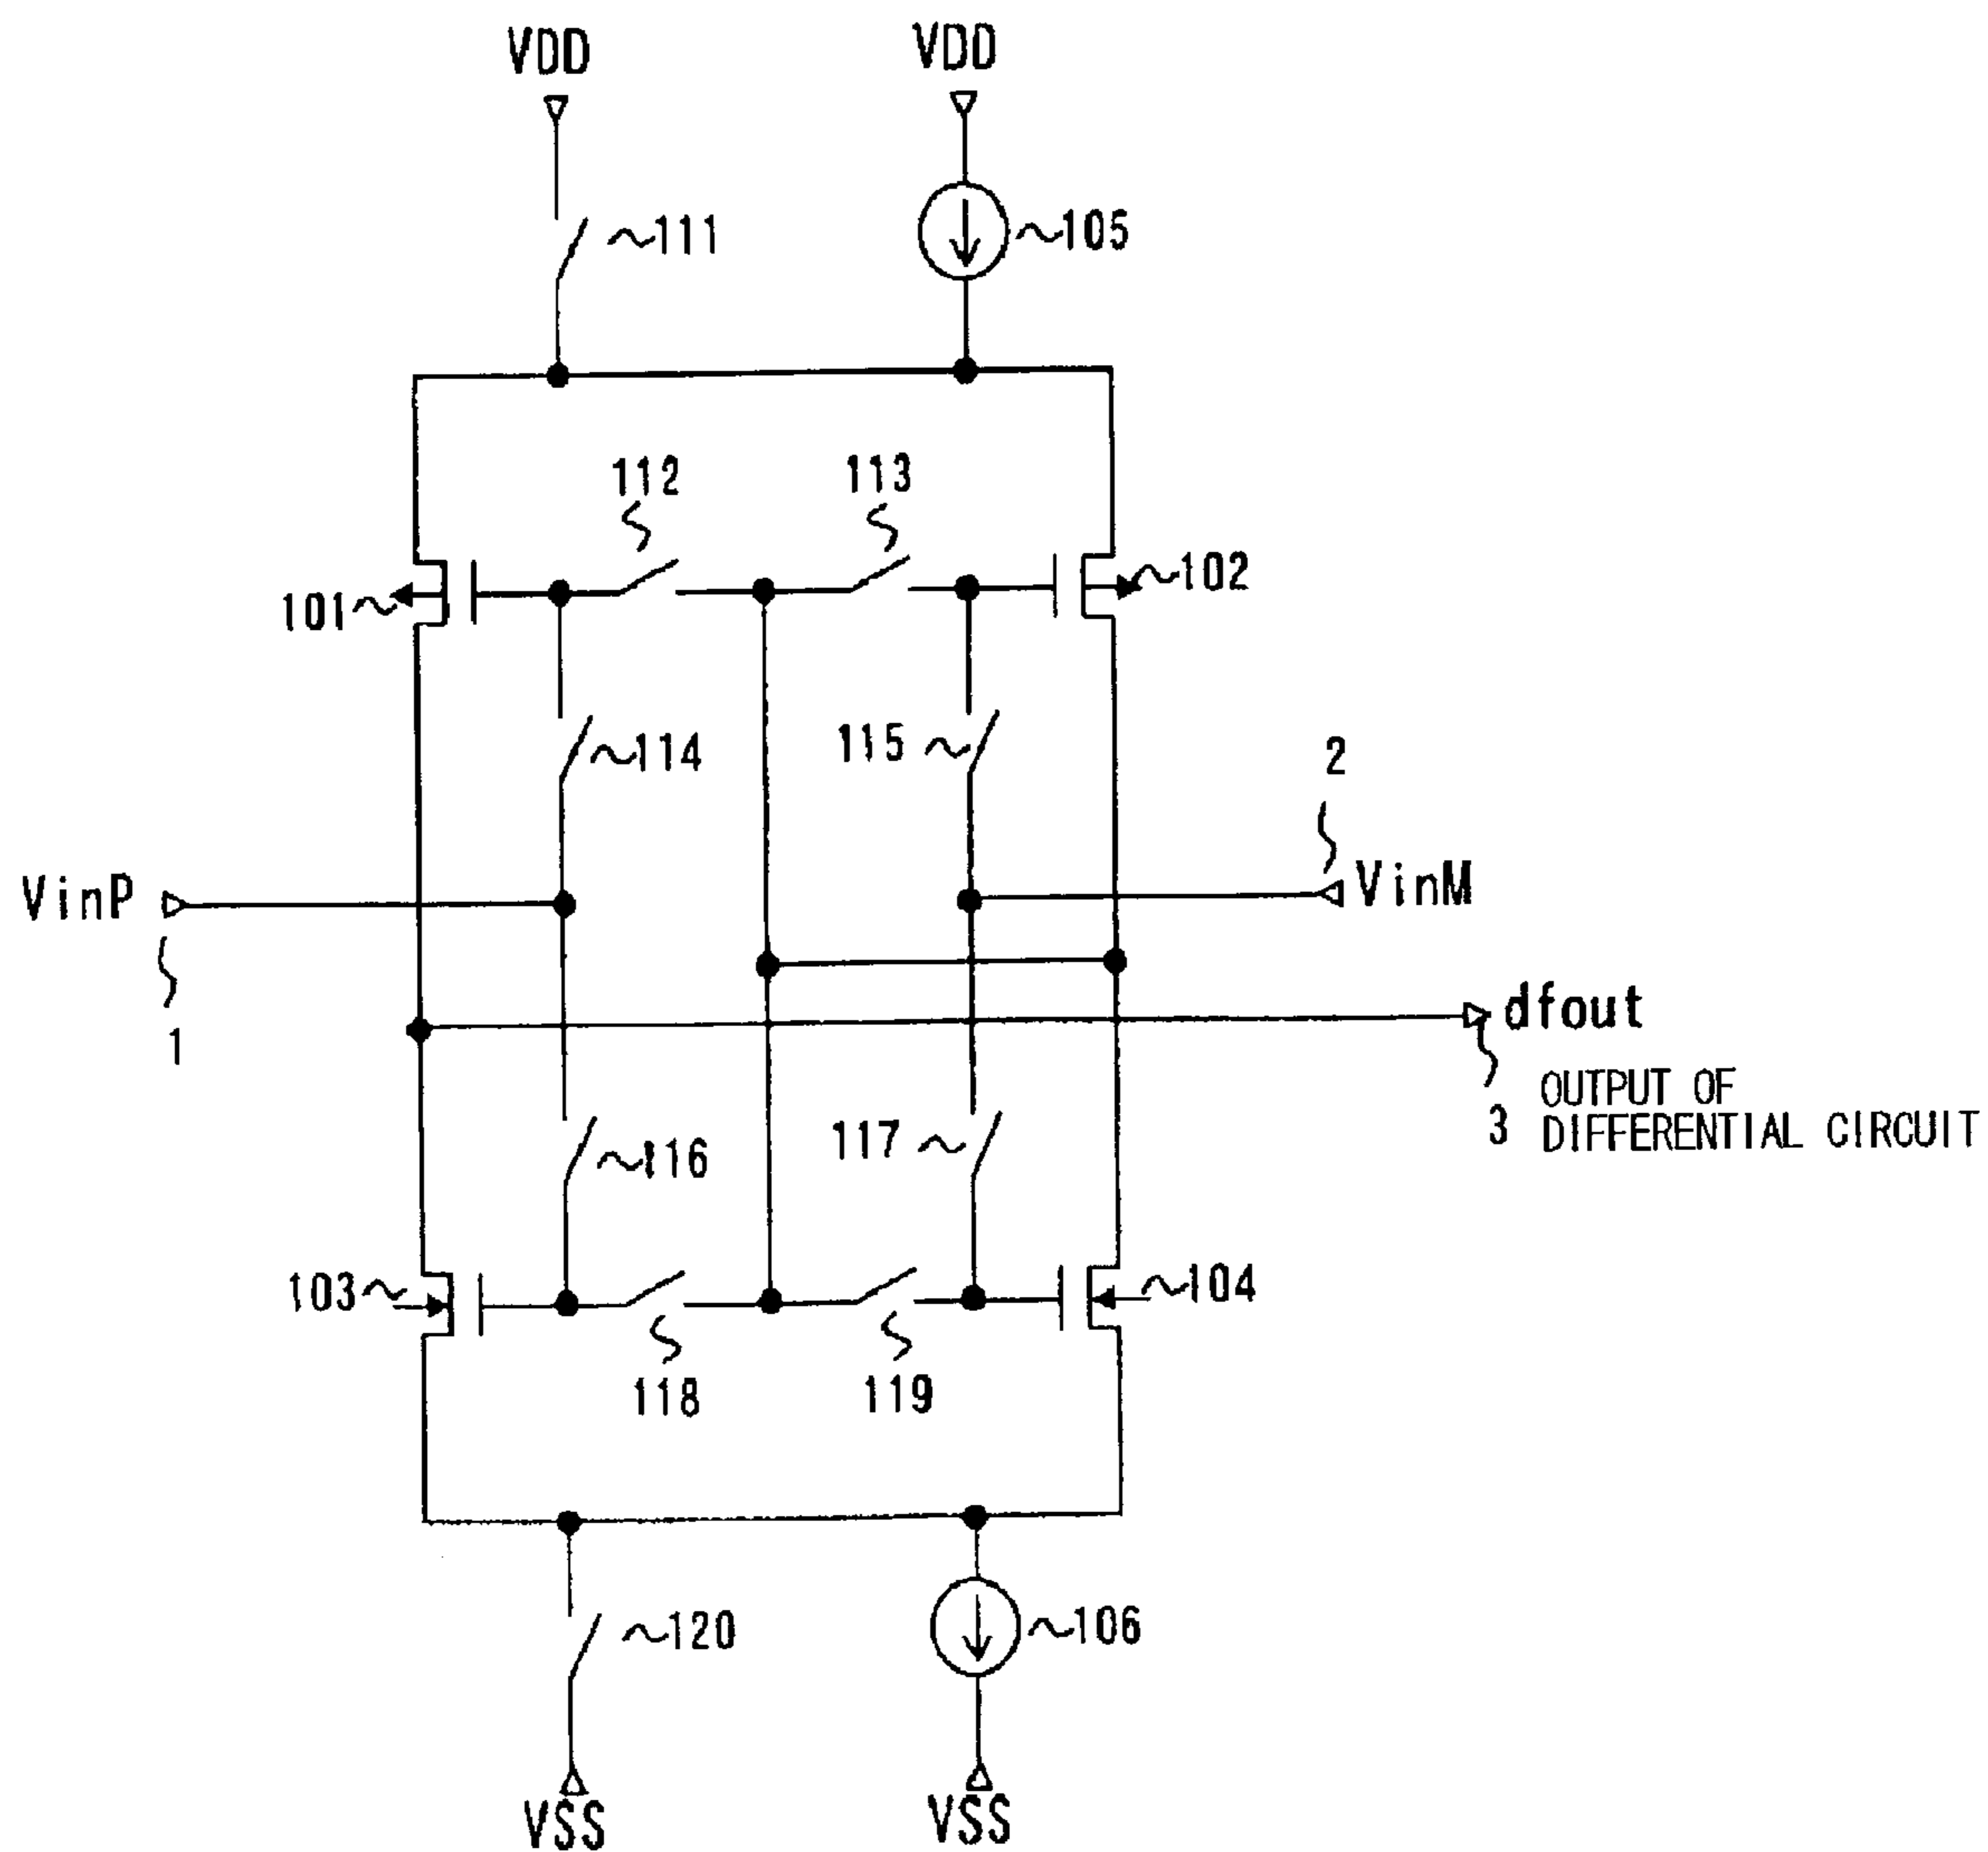 VDD
VDD
111
105
112
113
101
102
114
115
2
VinP
VinM
1
dfout
3
OUTPUT OF
DIFFERENTIAL CIRCUIT
116
117
103
104
118
119
120
106
VSS
VSS